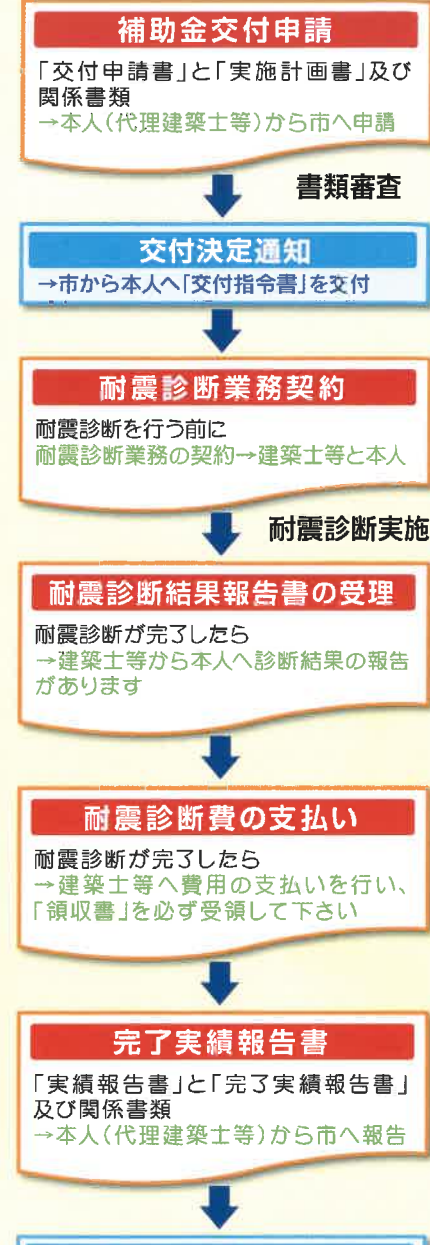 補助金交付申請
「交付申請書」と「実施計画書」及び
関係書類
→本人(代理建築士等)から市へ申請
書類審査
交付決定通知
→市から本人へ「交付指令書」を交付
耐震診断業務契約
耐震診断を行う前に
耐震診断業務の契約→建築士等と本人
耐震診断実施
耐震診断結果報告書の受理
耐震診断が完了したら
→建築士等から本人へ診断結果の報告
があります
耐震診断費の支払い
耐震診断が完了したら
→建築士等へ費用の支払いを行い、
「領収書」を必ず受領して下さい
完了実績報告書
「実績報告書」と「完了実績報告書」
及び関係書類
→本人(代理建築士等)から市へ報告